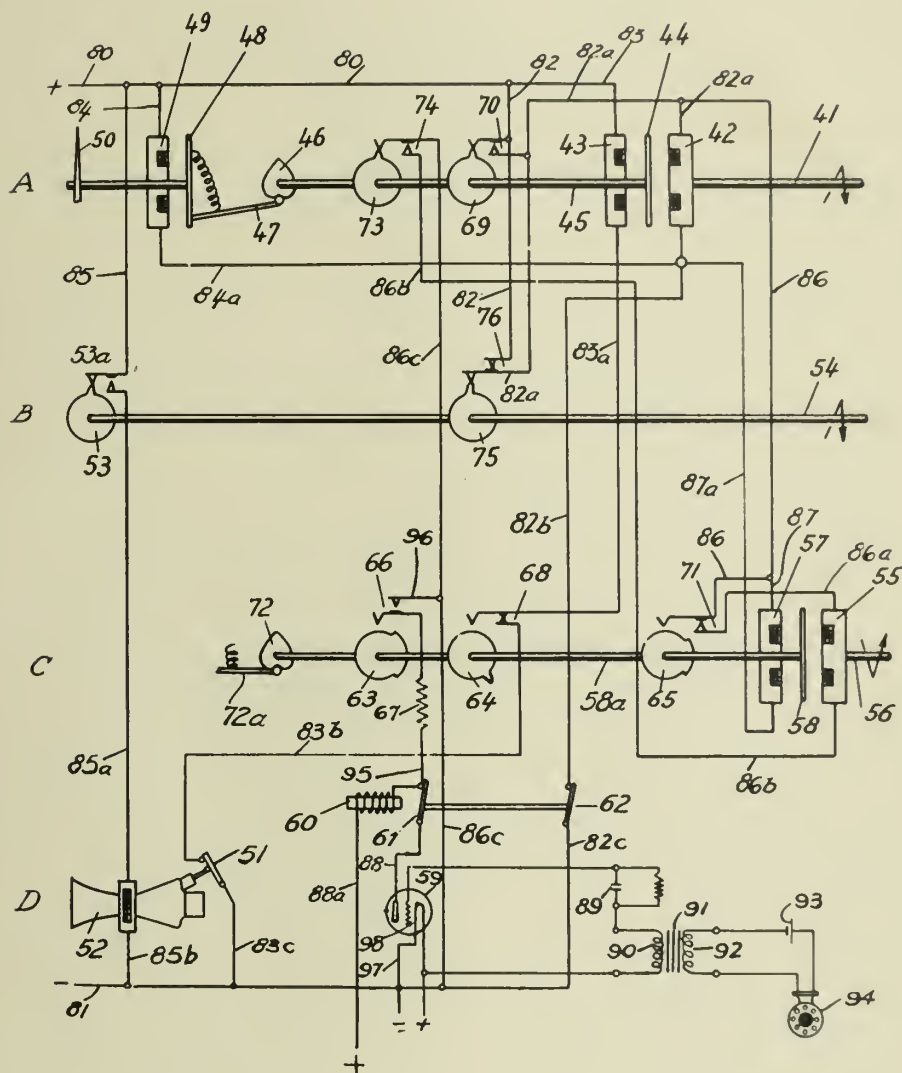 49 48 80 80 82 82a 83 44 82a
+ 84 74 70 43 42 41
50 46
A
47 73 69 45
85 84a 86b 82 86
76 83a
53a 86c 82a 54
B
53 75 87a
82b 86 87 57 86a
66 96 68 71 55
72
C
72a 63 64 58a 65 58 56
67
83b 95 86b
85a 60 62
61 86c 82c
51 88 59 93
D 88a 89 91
52 98 90 92
85b 83c 97
- 81 94
= +
+